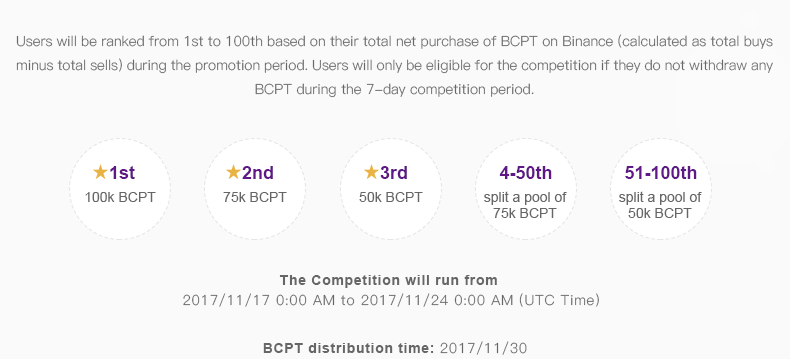 Users will be ranked from 1st to 100th based on their total net purchase of BCPT on Binance (calculated as total buys
minus total sells) during the promotion period. Users will only be eligible for the competition if they do not withdraw any
BCPT during the 7-day competition period.
★1st
100k BCPT
★2nd
75k BCPT
★3rd
50k BCPT
4-50th
split a pool of
75k BCPT
51-100th
split a pool of
50k BCPT
The Competition will run from
2017/11/17 0:00 AM to 2017/11/24 0:00 AM (UTC Time)
BCPT distribution time: 2017/11/30